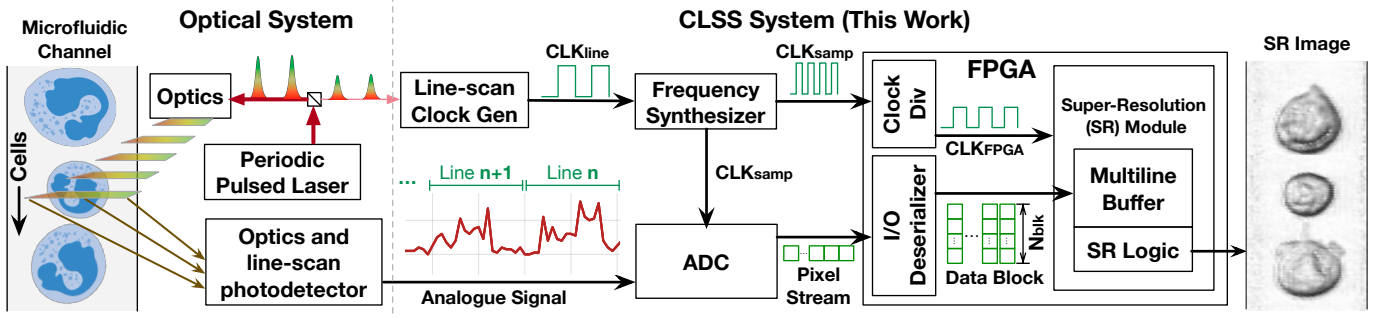 Optical System
CLSS System (This Work)
Microfluidic
Channel
Cells
Optics
Periodic
Pulsed Laser
Optics and
line-scan
photodetector
Line-scan
Clock Gen
CLKline
Frequency
Synthesizer
CLKsamp
CLKsamp
... Line n+1 Line n
Analogue Signal
ADC
Pixel
Stream
FPGA
Clock
Div
CLKFPGA
I/O
Deserializer
Data Block
Nblk
Super-Resolution
(SR) Module
Multiline
Buffer
SR Logic
SR Image